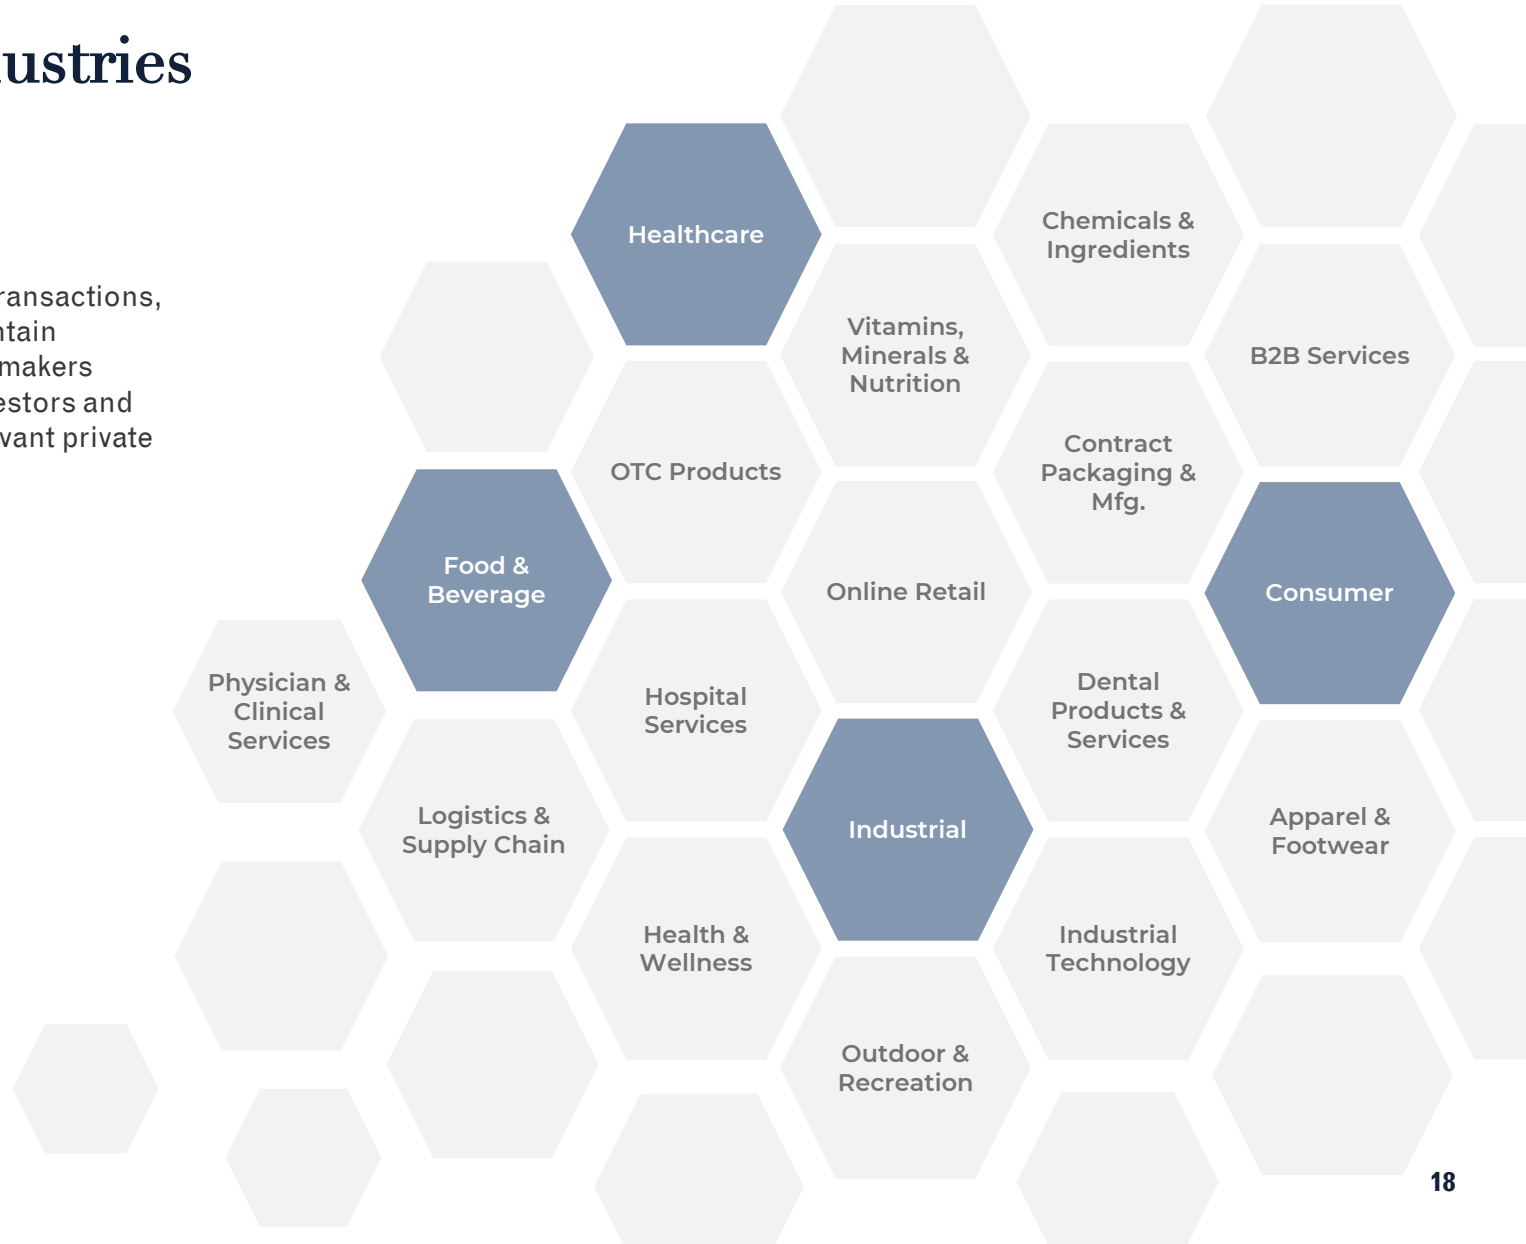 ustries
ransactions,
ntain
makers
estors and
vant private
Healthcare
Chemicals &
Ingredients
Vitamins,
Minerals &
Nutrition
B2B Services
OTC Products
Contract
Packaging &
Mfg.
Food &
Beverage
Online Retail
Consumer
Physician &
Clinical
Services
Hospital
Services
Dental
Products &
Services
Logistics &
Supply Chain
Industrial
Apparel &
Footwear
Health &
Wellness
Industrial
Technology
Outdoor &
Recreation
18